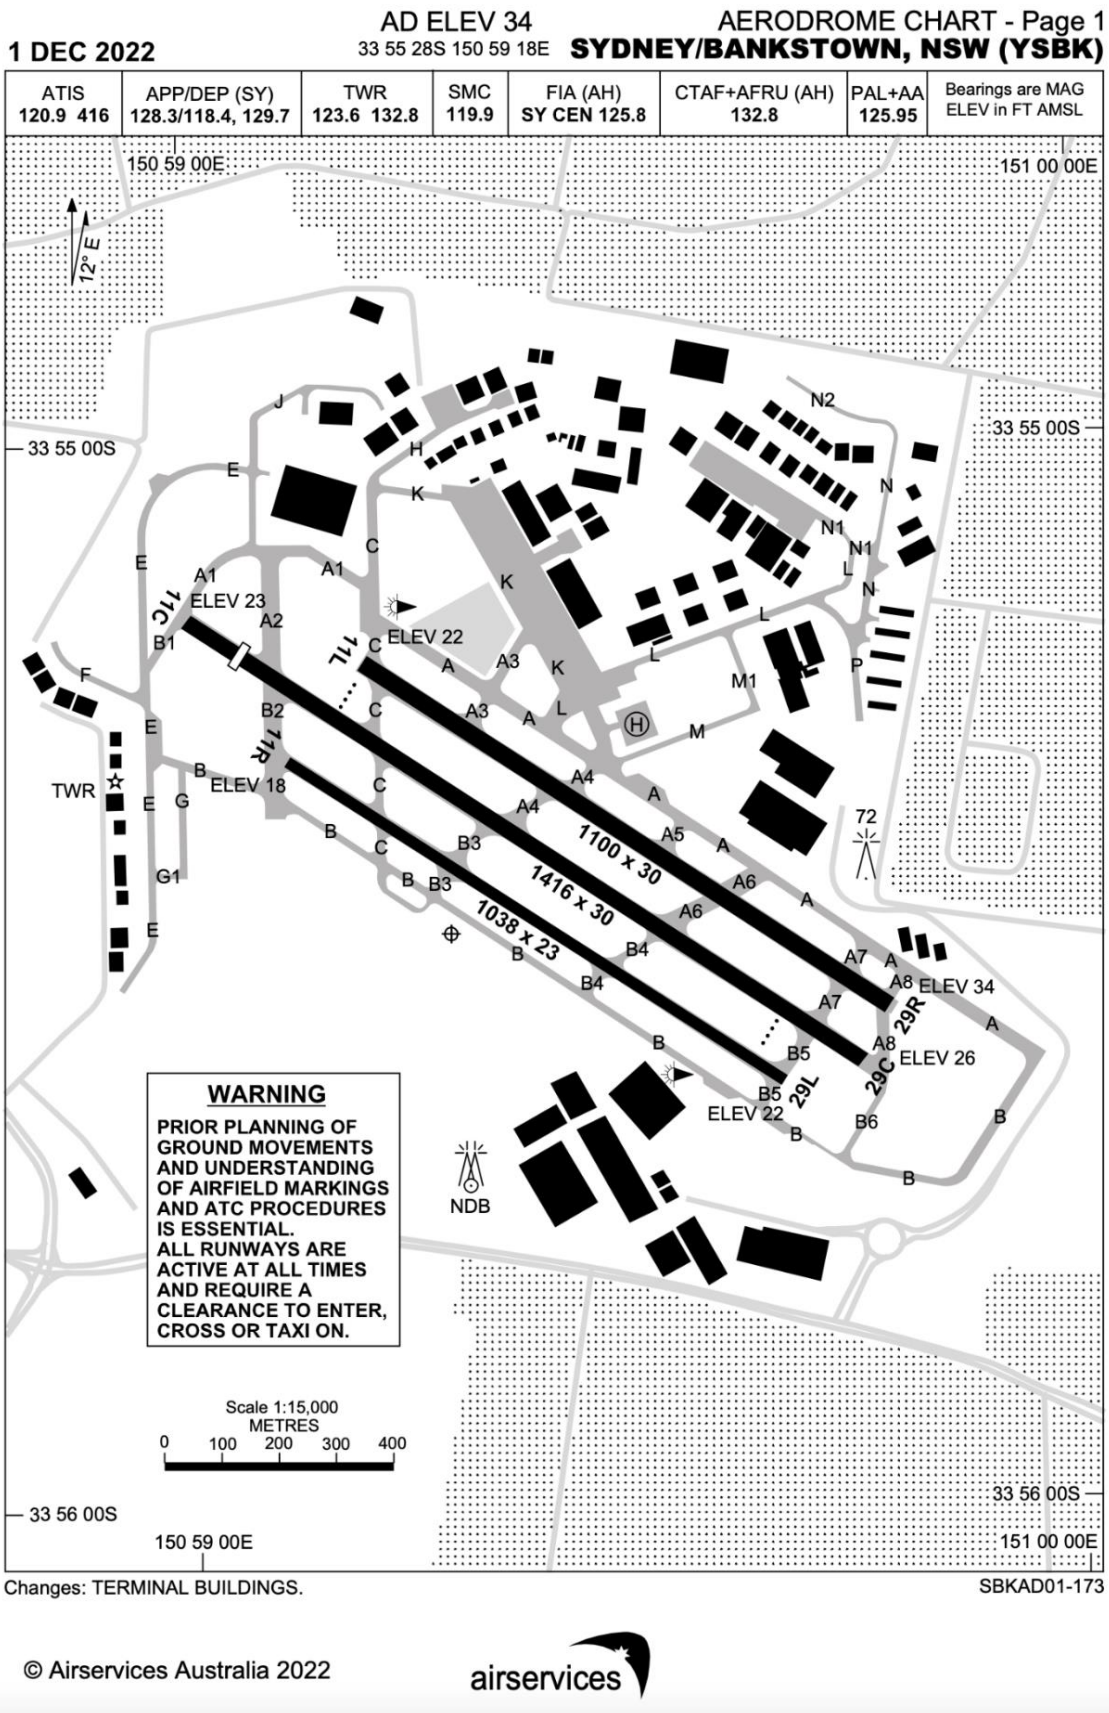 AD ELEV 34
AERODROME CHART - Page 1
1 DEC 2022
33 55 28S 150 59 18E
SYDNEY/BANKSTOWN, NSW (YSBK)
ATIS
120.9 416
APP/DEP (SY)
128.3/118.4, 129.7
TWR
123.6 132.8
SMC
119.9
FIA (AH)
SY CEN 125.8
CTAF+AFRU (AH)
132.8
PAL+AA
125.95
Bearings are MAG
ELEV in FT AMSL
150 59 00E
151 00 00E
12° E
J
N2
33 55 00S
33 55 00S
H
E
K
N
C
N1
N1
E
A1
A1
K
L
N
11C
ELEV 23
A2
L
B1
11L
C
ELEV 22
A
A3
K
L
P
F
M1
B2
C
A3
A
L
H
E
11R
M
B
ELEV 18
C
A4
TWR
E
G
A4
A
72
B
C
B3
A5
A
1100 x 30
G1
B
B3
1416 x 30
A6
A
A6
1038 x 23
E
B
B4
A7
A
B4
A8
ELEV 34
A7
29R
A
B
B5
A8
ELEV 26
29C
B5
29L
ELEV 22
B
B6
B
B
NDB
WARNING
PRIOR PLANNING OF
GROUND MOVEMENTS
AND UNDERSTANDING
OF AIRFIELD MARKINGS
AND ATC PROCEDURES
IS ESSENTIAL.
ALL RUNWAYS ARE
ACTIVE AT ALL TIMES
AND REQUIRE A
CLEARANCE TO ENTER,
CROSS OR TAXI ON.
Scale 1:15,000
METRES
0 100 200 300 400
33 56 00S
33 56 00S
150 59 00E
151 00 00E
Changes: TERMINAL BUILDINGS.
SBKAD01-173
© Airservices Australia 2022
airservices